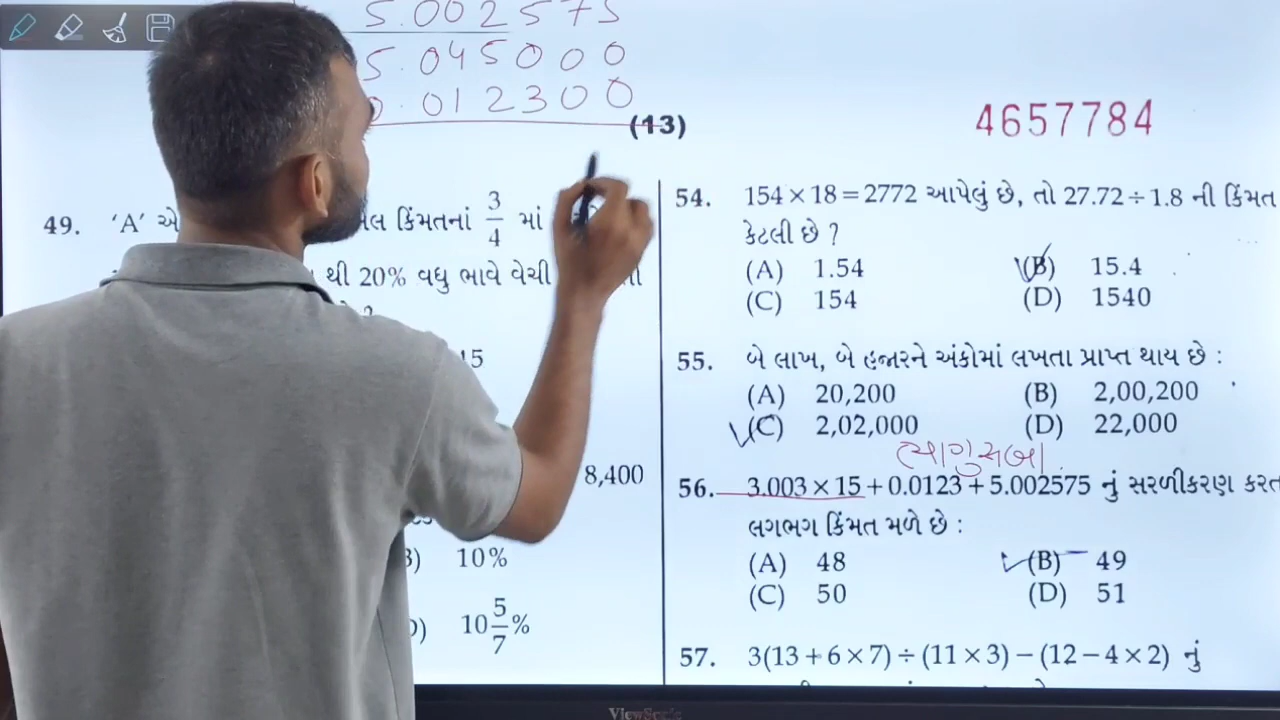 5.002575
5.045000
0.012300
(13)
4657784
49. 'A' એ કિંમતનાં 3/4 માં
થી 20% વધુ ભાવે વેચી
15
8,400
10%
10 5/7 %
54. 154 × 18 = 2772 આપેલું છે, તો 27.72 ÷ 1.8 ની કિંમત
કેટલી છે ?
(A) 1.54 (B) 15.4
(C) 154 (D) 1540
55. બે લાખ, બે હજારને અંકોમાં લખતા પ્રાપ્ત થાય છે :
(A) 20,200 (B) 2,00,200
(C) 2,02,000 (D) 22,000
56. 3.003 × 15 + 0.0123 + 5.002575 નું સરળીકરણ કરત
લગભગ કિંમત મળે છે :
(A) 48 (B) 49
(C) 50 (D) 51
57. 3(13 + 6 × 7) ÷ (11 × 3) − (12 − 4 × 2) નું
ViewSonic